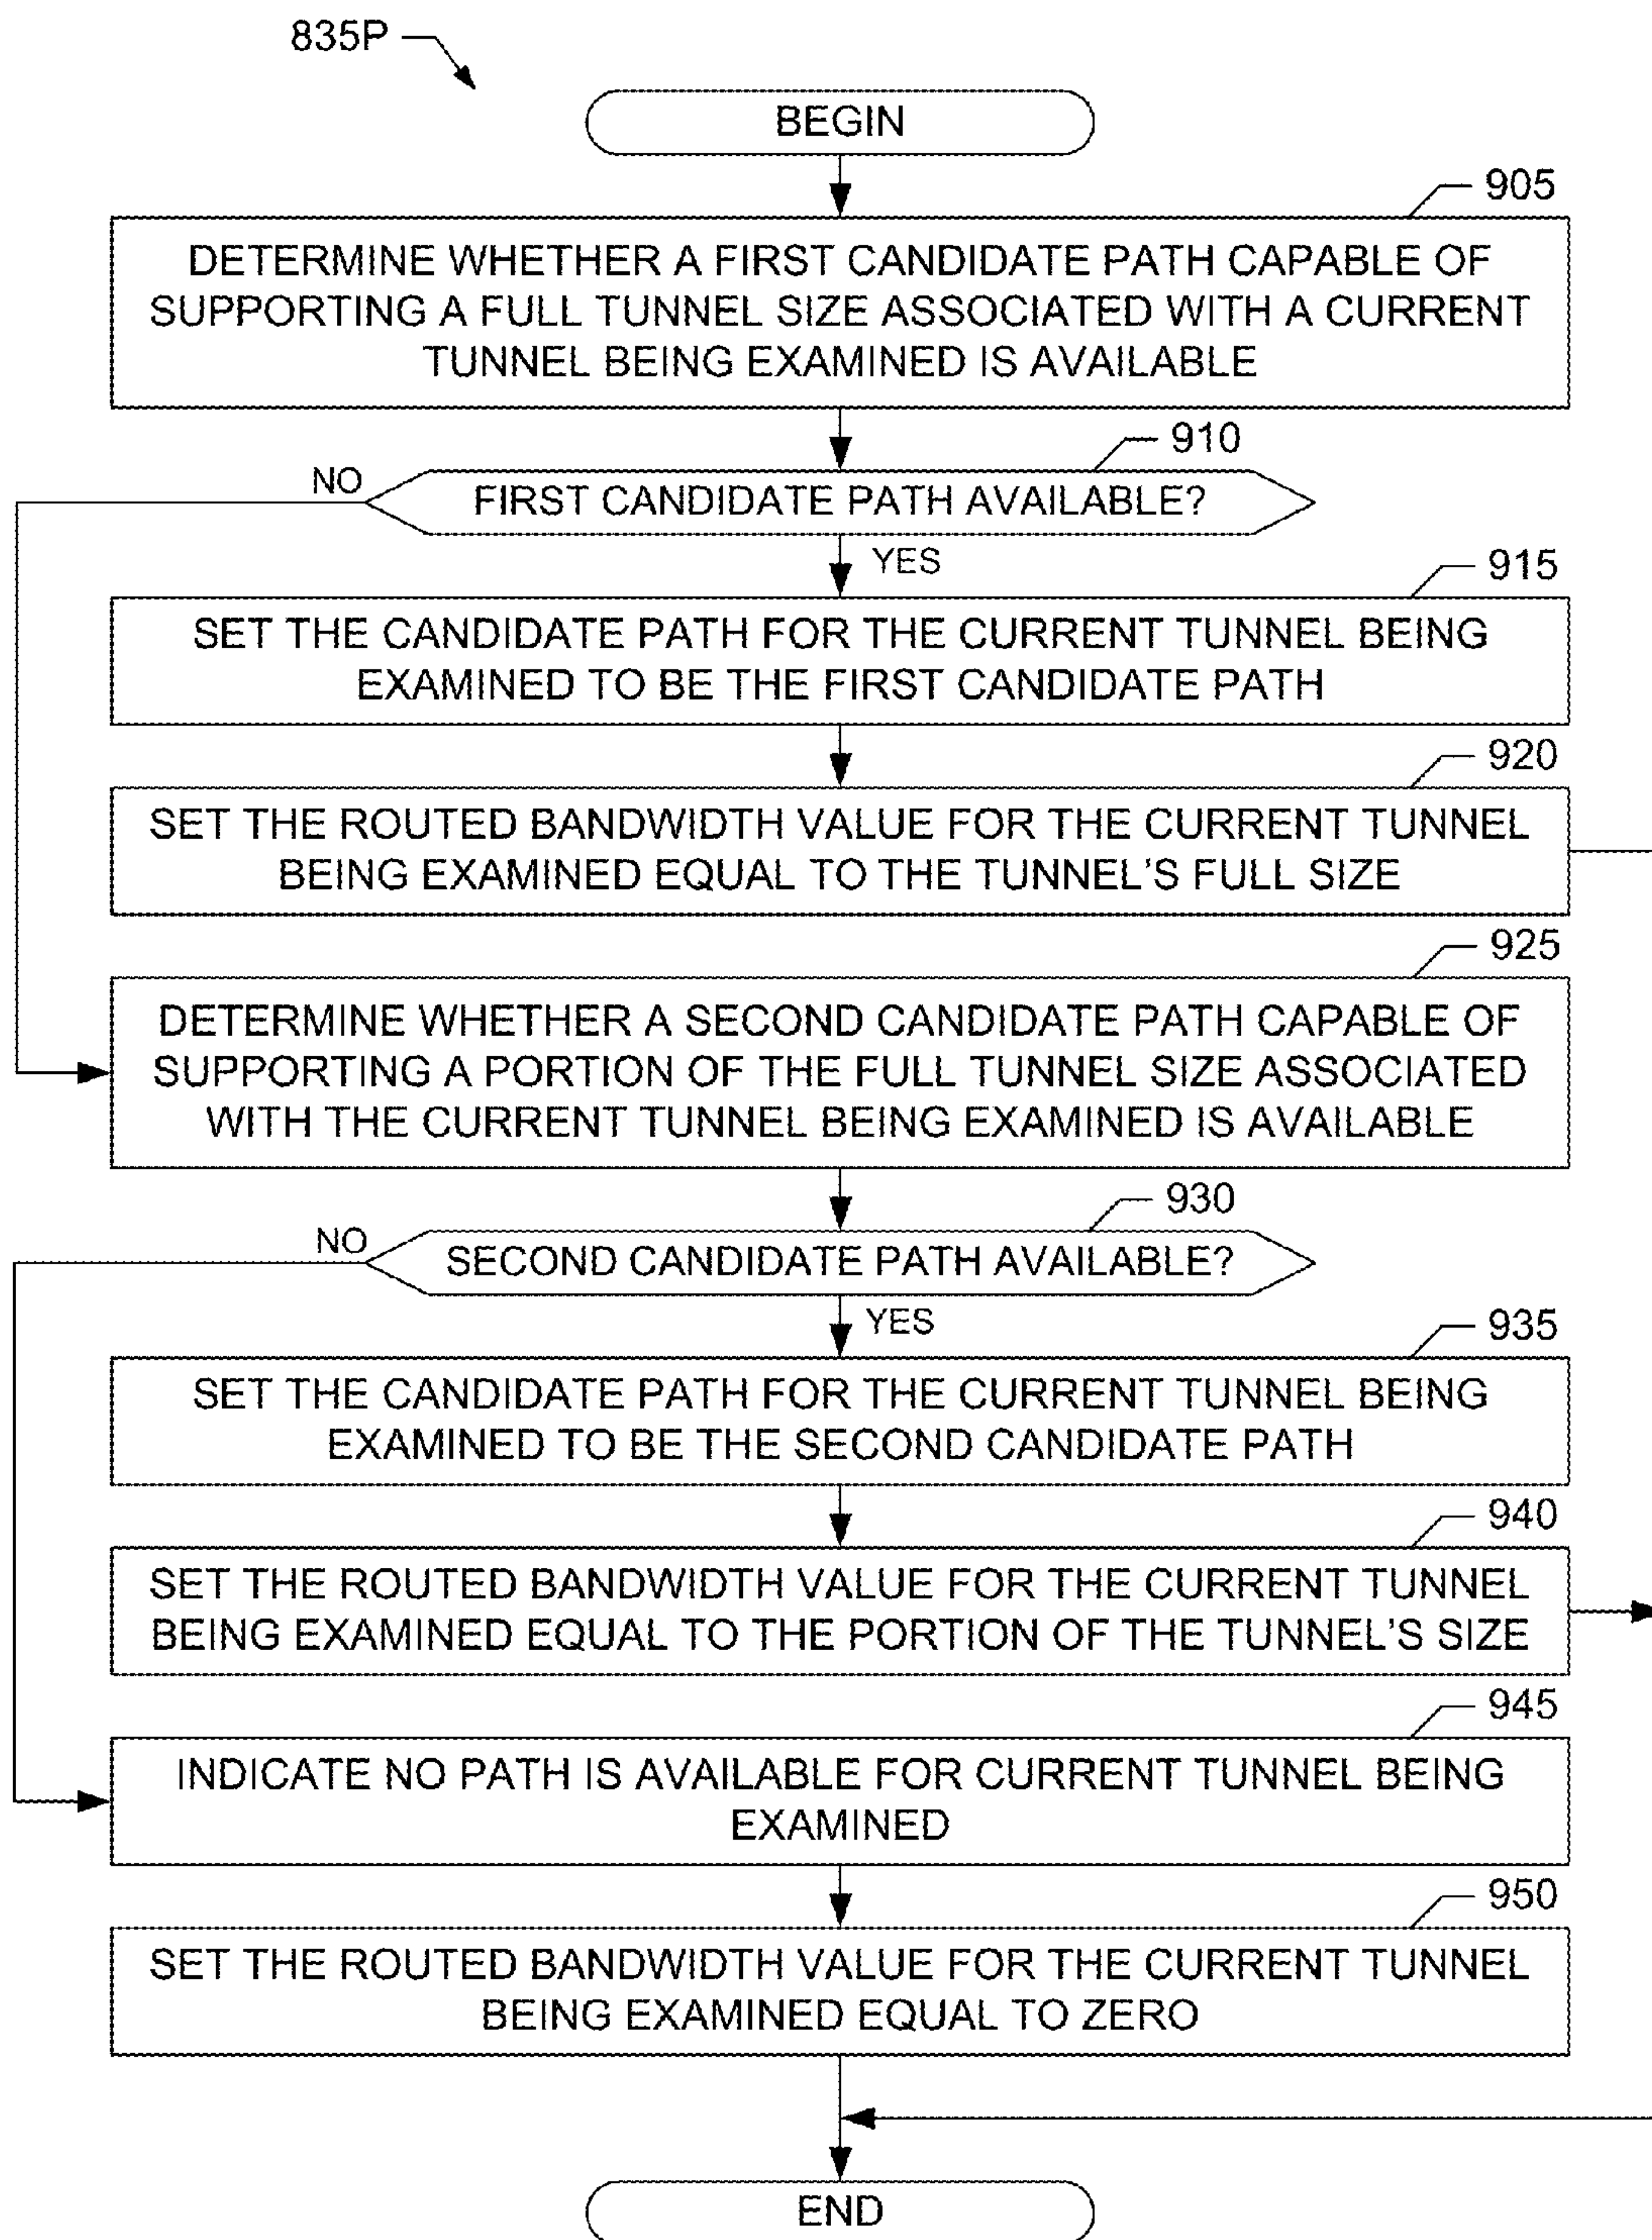 835P
BEGIN
905
DETERMINE WHETHER A FIRST CANDIDATE PATH CAPABLE OF
SUPPORTING A FULL TUNNEL SIZE ASSOCIATED WITH A CURRENT
TUNNEL BEING EXAMINED IS AVAILABLE
910
NO
FIRST CANDIDATE PATH AVAILABLE?
YES
915
SET THE CANDIDATE PATH FOR THE CURRENT TUNNEL BEING
EXAMINED TO BE THE FIRST CANDIDATE PATH
920
SET THE ROUTED BANDWIDTH VALUE FOR THE CURRENT TUNNEL
BEING EXAMINED EQUAL TO THE TUNNEL'S FULL SIZE
925
DETERMINE WHETHER A SECOND CANDIDATE PATH CAPABLE OF
SUPPORTING A PORTION OF THE FULL TUNNEL SIZE ASSOCIATED
WITH THE CURRENT TUNNEL BEING EXAMINED IS AVAILABLE
930
NO
SECOND CANDIDATE PATH AVAILABLE?
YES
935
SET THE CANDIDATE PATH FOR THE CURRENT TUNNEL BEING
EXAMINED TO BE THE SECOND CANDIDATE PATH
940
SET THE ROUTED BANDWIDTH VALUE FOR THE CURRENT TUNNEL
BEING EXAMINED EQUAL TO THE PORTION OF THE TUNNEL'S SIZE
945
INDICATE NO PATH IS AVAILABLE FOR CURRENT TUNNEL BEING
EXAMINED
950
SET THE ROUTED BANDWIDTH VALUE FOR THE CURRENT TUNNEL
BEING EXAMINED EQUAL TO ZERO
END